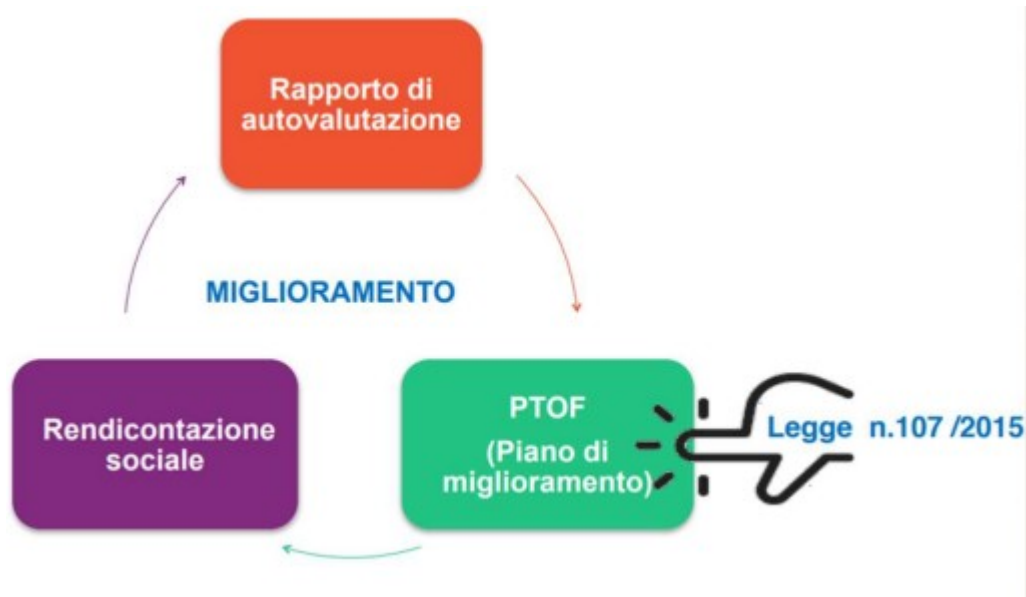 Rapporto di
autovalutazione
MIGLIORAMENTO
Rendicontazione
sociale
PTOF
(Piano di
miglioramento)
Legge n.107 /2015